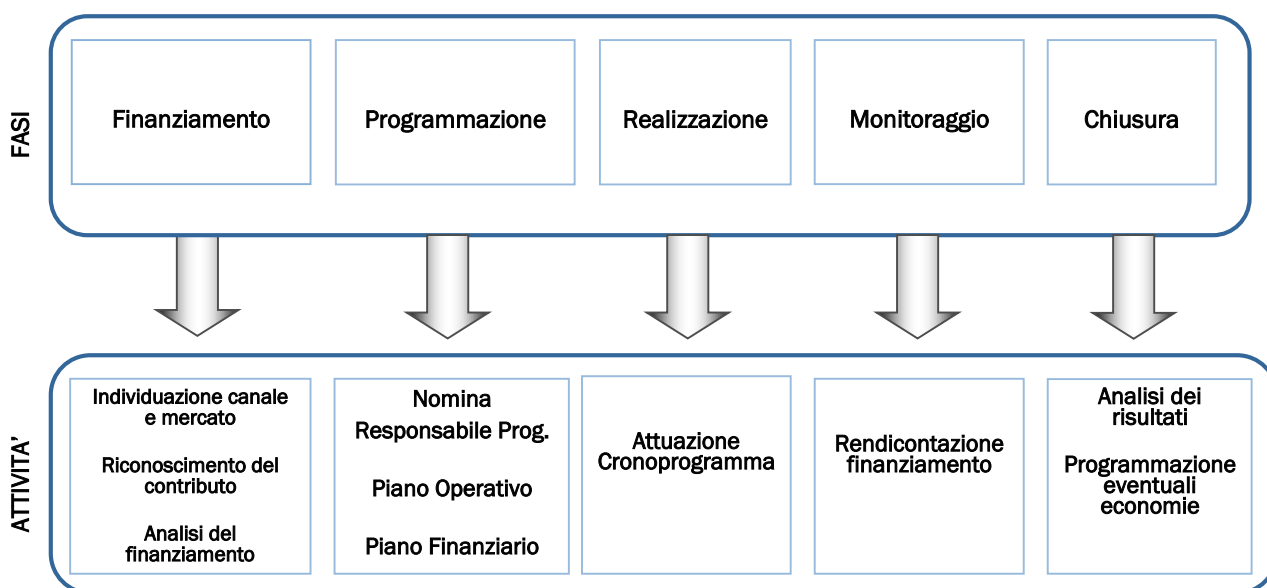 FASI
Finanziamento
Programmazione
Realizzazione
Monitoraggio
Chiusura
ATTIVITA'
Individuazione canale
e mercato
Riconoscimento del
contributo
Analisi del
finanziamento
Nomina
Responsabile Prog.
Piano Operativo
Piano Finanziario
Attuazione
Cronoprogramma
Rendicontazione
finanziamento
Analisi dei
risultati
Programmazione
eventuali
economie